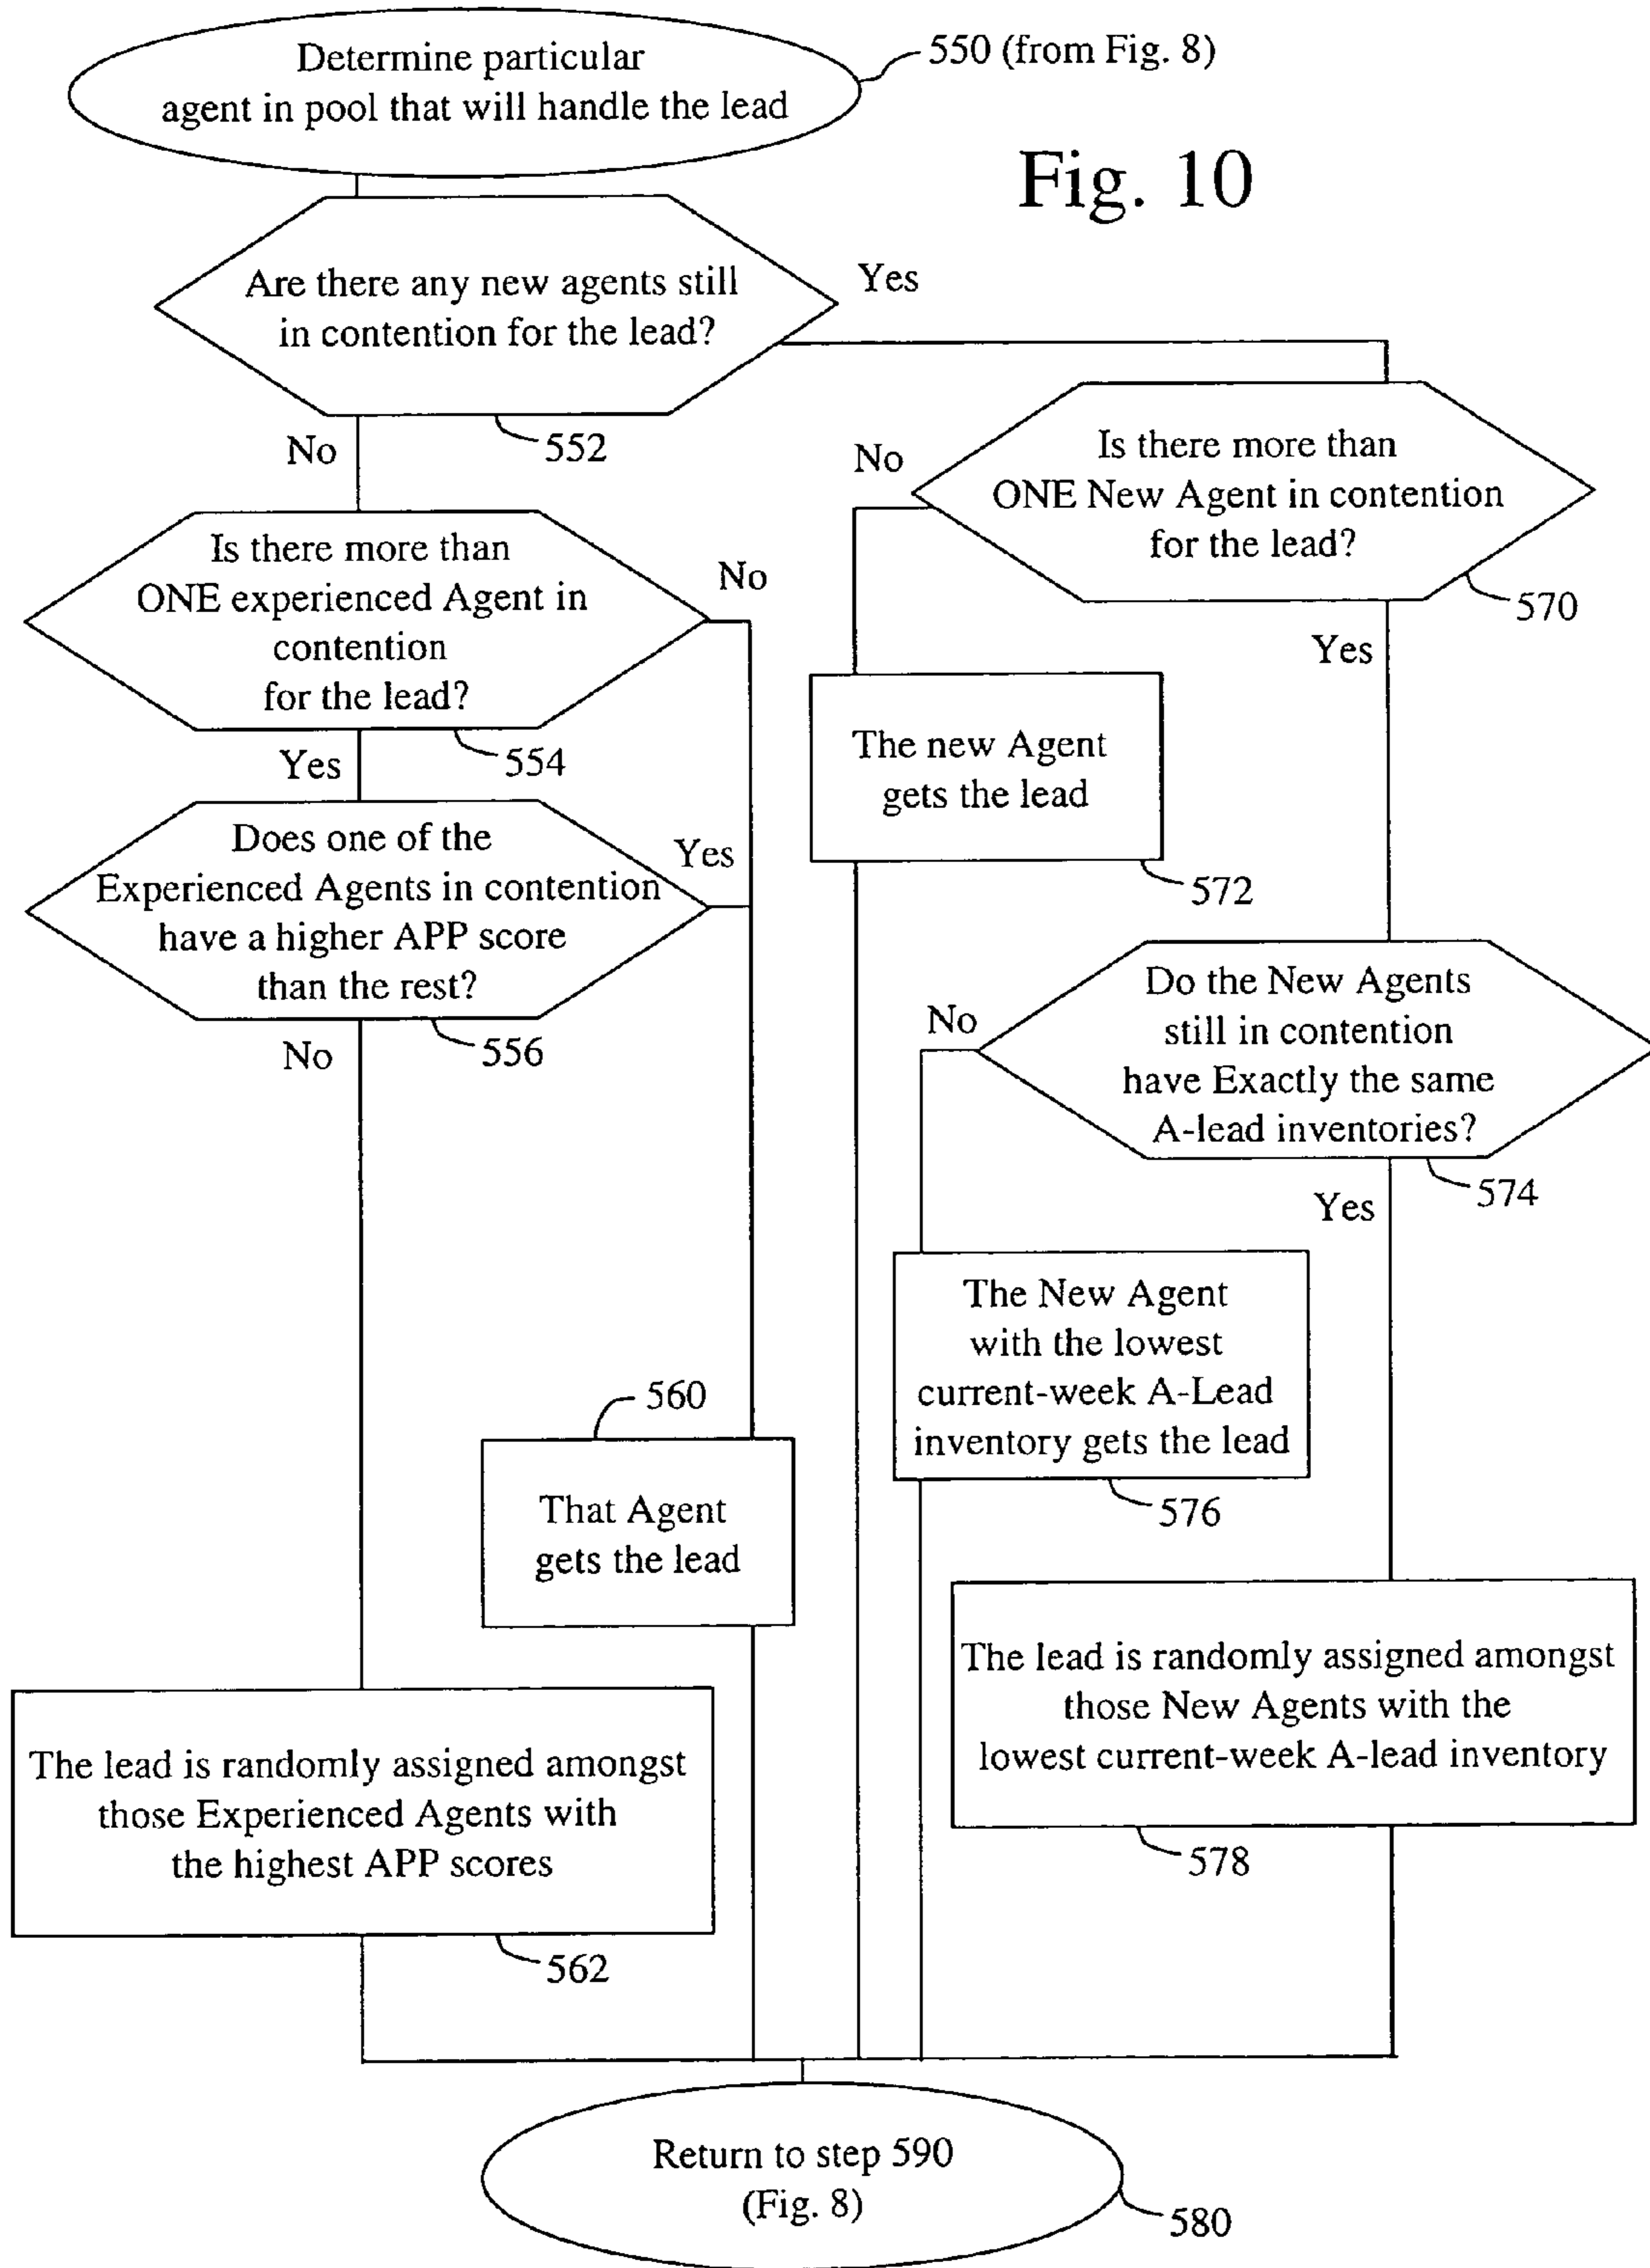 Determine particular
agent in pool that will handle the lead
550 (from Fig. 8)
Fig. 10
Are there any new agents still
in contention for the lead?
Yes
552
No
Is there more than
ONE New Agent in contention
for the lead?
No
570
Yes
Is there more than
ONE experienced Agent in
contention
for the lead?
No
554
Yes
The new Agent
gets the lead
572
Does one of the
Experienced Agents in contention
have a higher APP score
than the rest?
Yes
556
No
Do the New Agents
still in contention
have Exactly the same
A-lead inventories?
No
574
Yes
The New Agent
with the lowest
current-week A-Lead
inventory gets the lead
576
560
That Agent
gets the lead
The lead is randomly assigned amongst
those New Agents with the
lowest current-week A-lead inventory
578
The lead is randomly assigned amongst
those Experienced Agents with
the highest APP scores
562
Return to step 590
(Fig. 8)
580